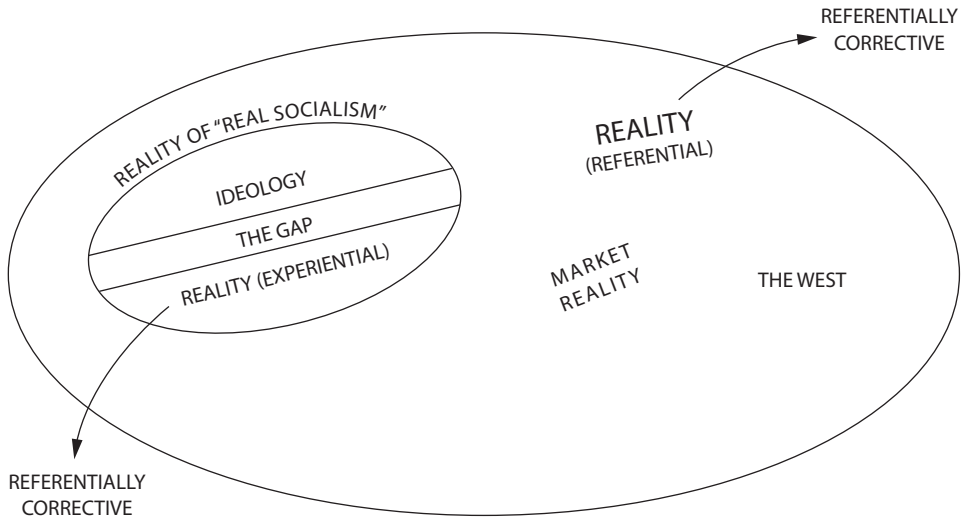 REFERENTIALLY
CORRECTIVE
REALITY OF "REAL SOCIALISM"
REALITY
(REFERENTIAL)
IDEOLOGY
THE GAP
REALITY (EXPERIENTIAL)
MARKET
REALITY
THE WEST
REFERENTIALLY
CORRECTIVE